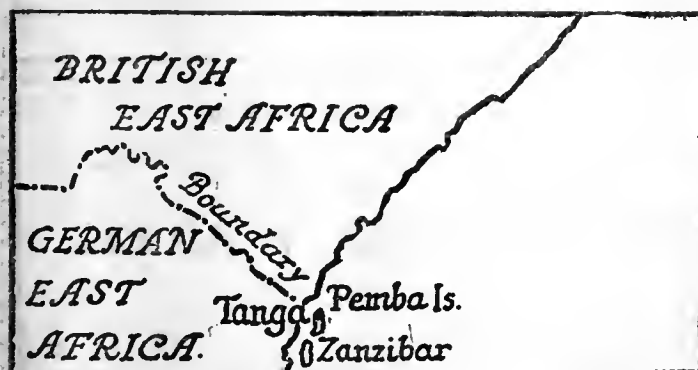 BRITISH
EAST AFRICA
Boundary
GERMAN
EAST
AFRICA.
Tanga
Pemba Is.
Zanzibar